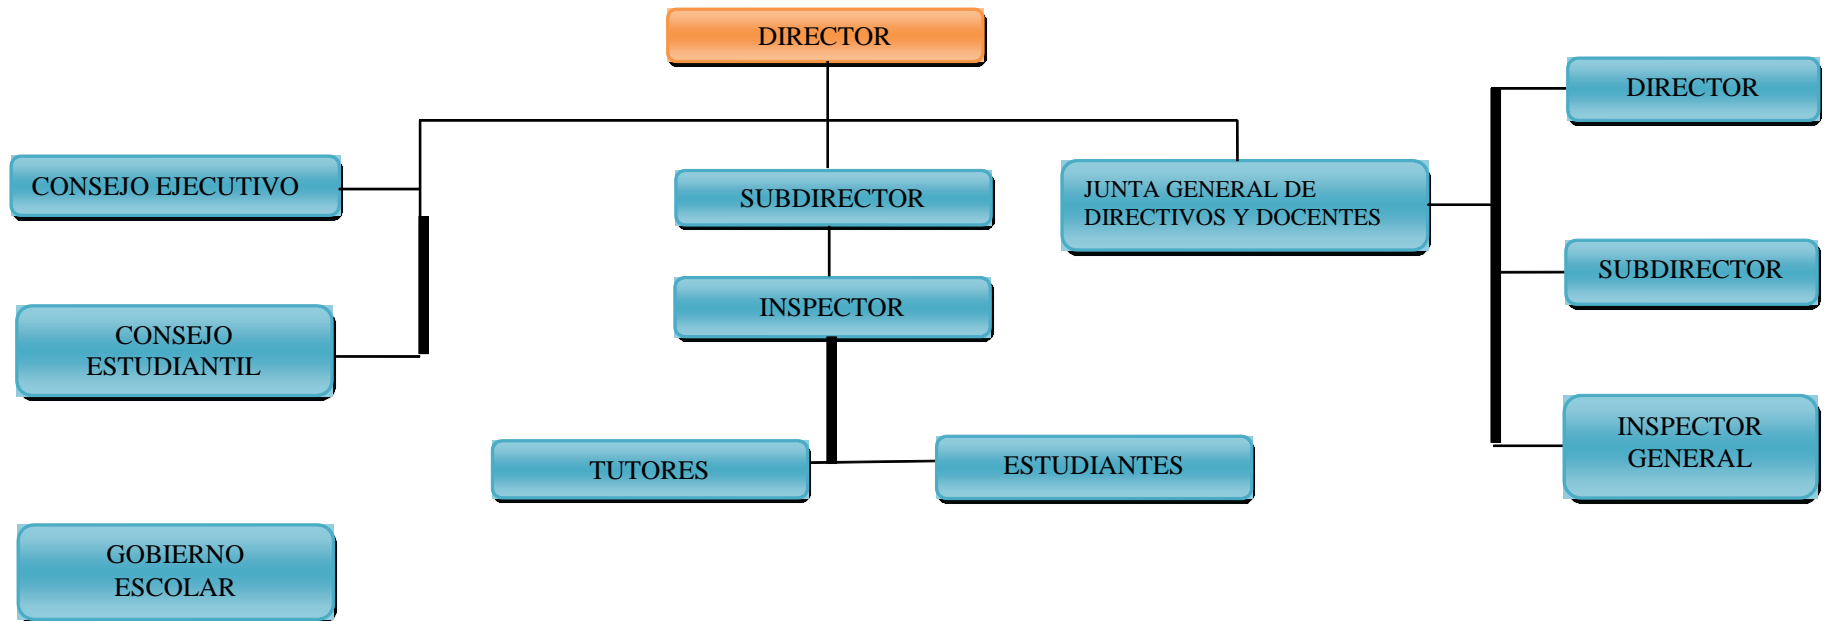 DIRECTOR
DIRECTOR
CONSEJO EJECUTIVO
SUBDIRECTOR
JUNTA GENERAL DE
DIRECTIVOS Y DOCENTES
SUBDIRECTOR
INSPECTOR
CONSEJO
ESTUDIANTIL
TUTORES
ESTUDIANTES
INSPECTOR
GENERAL
GOBIERNO
ESCOLAR